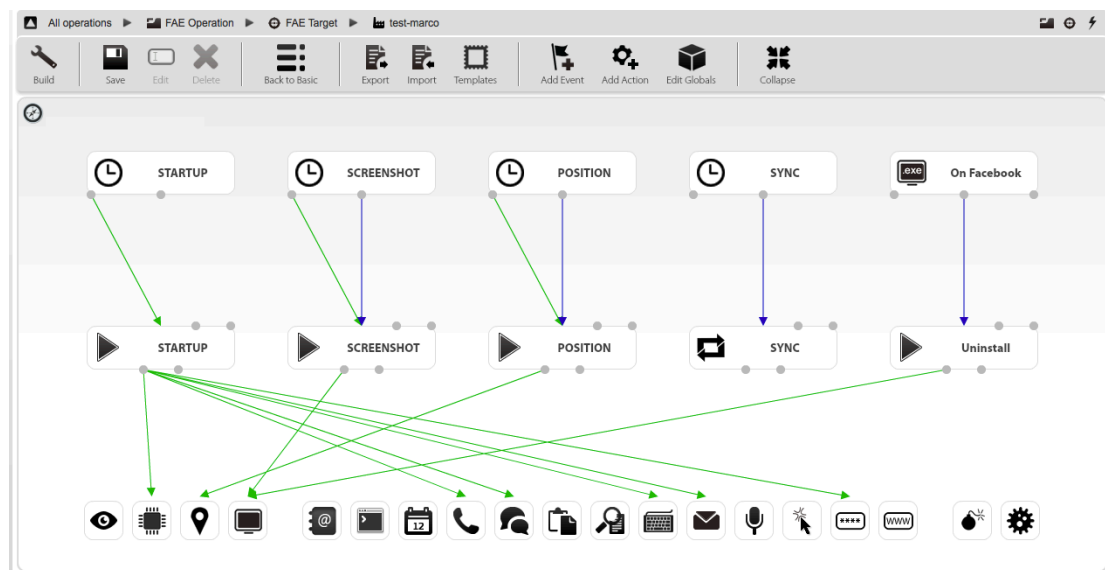 All operations FAE Operation FAE Target test-marco
Build Save Edit Delete Back to Basic Export Import Templates Add Event Add Action Edit Globals Collapse
STARTUP SCREENSHOT POSITION SYNC .exe On Facebook
STARTUP SCREENSHOT POSITION SYNC Uninstall
@ 12 **** WWW